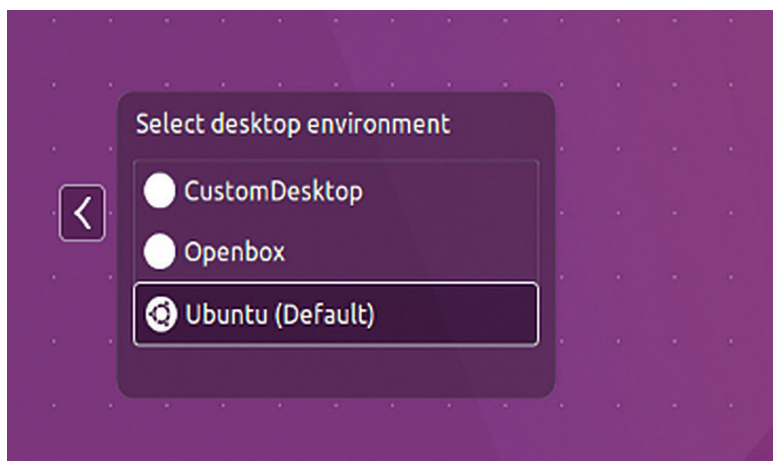 Select desktop environment
CustomDesktop
Openbox
Ubuntu (Default)